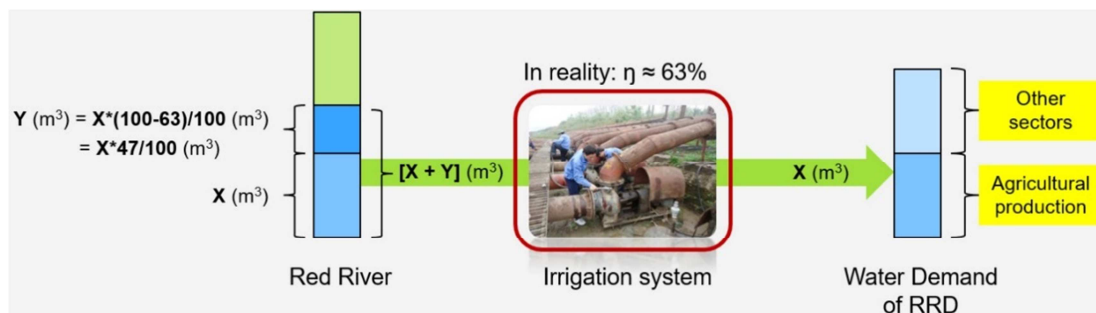 In reality: ŋ ≈ 63%
Y (m³) = X*(100-63)/100 (m³)
= X*47/100 (m³)
X (m³)
[X + Y] (m³)
X (m³)
Other
sectors
Agricultural
production
Red River
Irrigation system
Water Demand
of RRD